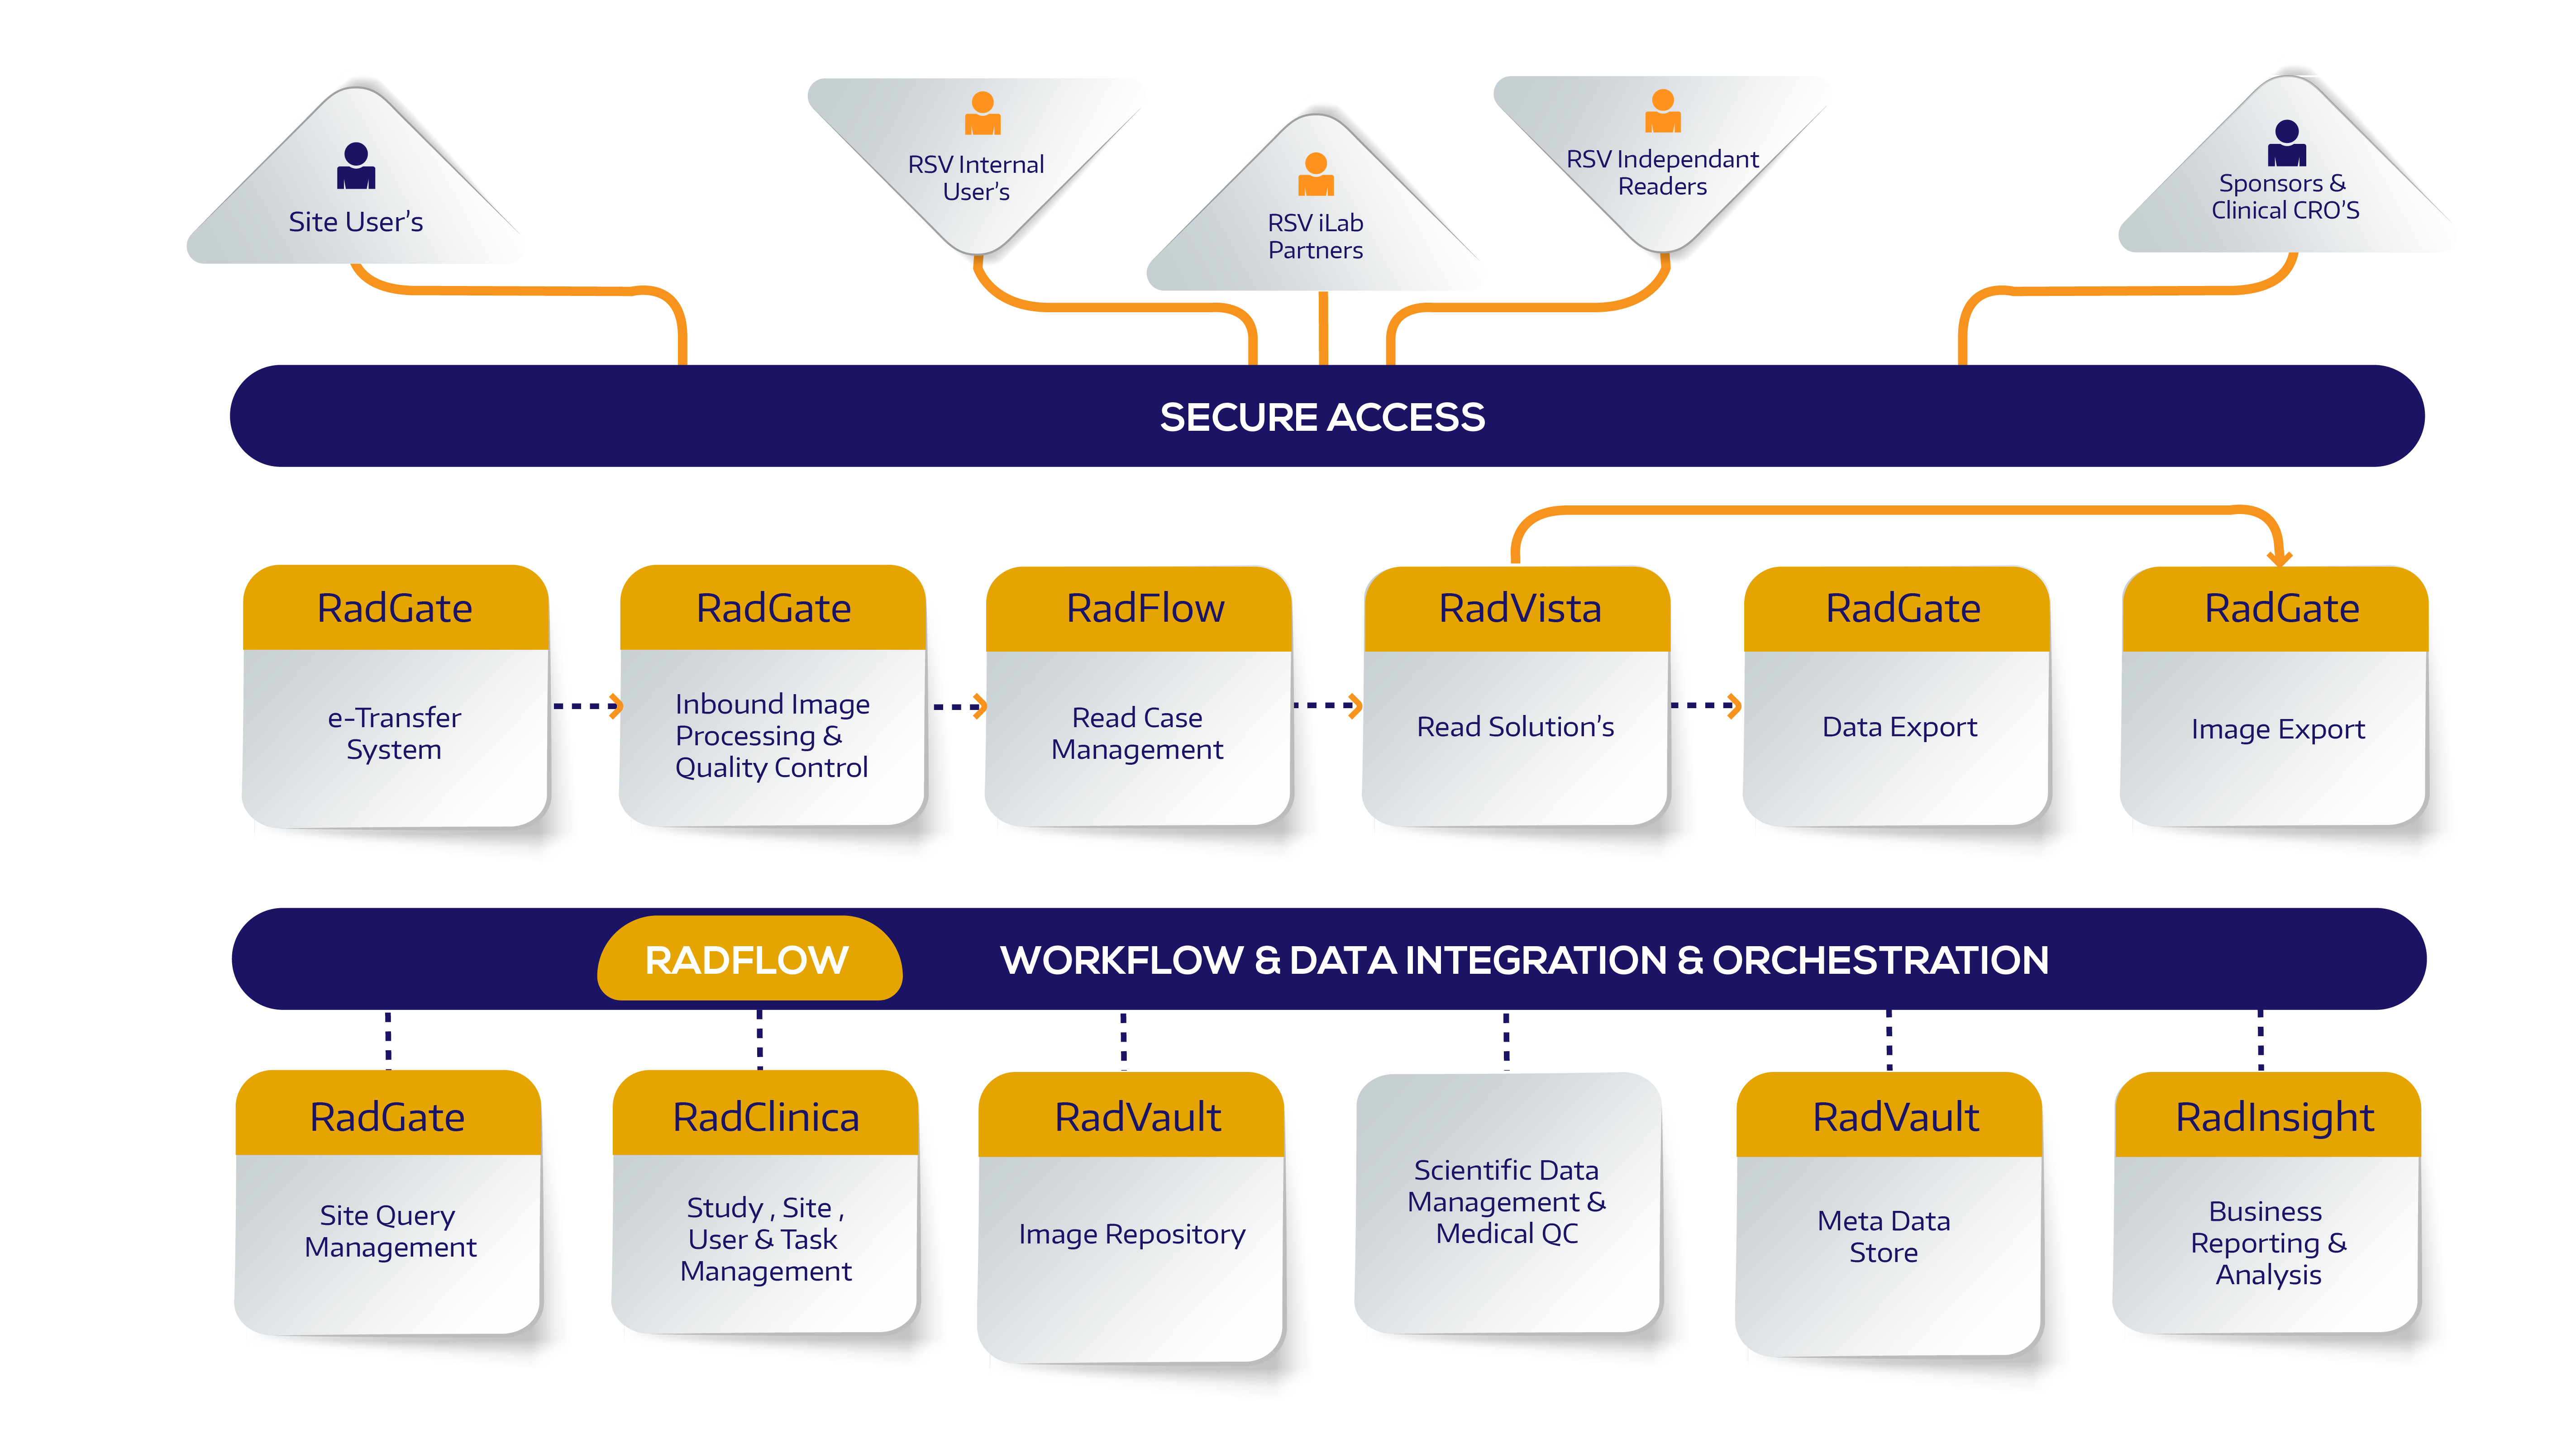 Site User's
RSV Internal
User's
RSV iLab
Partners
RSV Independant
Readers
Sponsors &
Clinical CRO'S
SECURE ACCESS
RadGate
e-Transfer
System
RadGate
Inbound Image
Processing &
Quality Control
RadFlow
Read Case
Management
RadVista
Read Solution's
RadGate
Data Export
RadGate
Image Export
RADFLOW
WORKFLOW & DATA INTEGRATION & ORCHESTRATION
RadGate
Site Query
Management
RadClinica
Study , Site ,
User & Task
Management
RadVault
Image Repository
Scientific Data
Management &
Medical QC
RadVault
Meta Data
Store
RadInsight
Business
Reporting &
Analysis